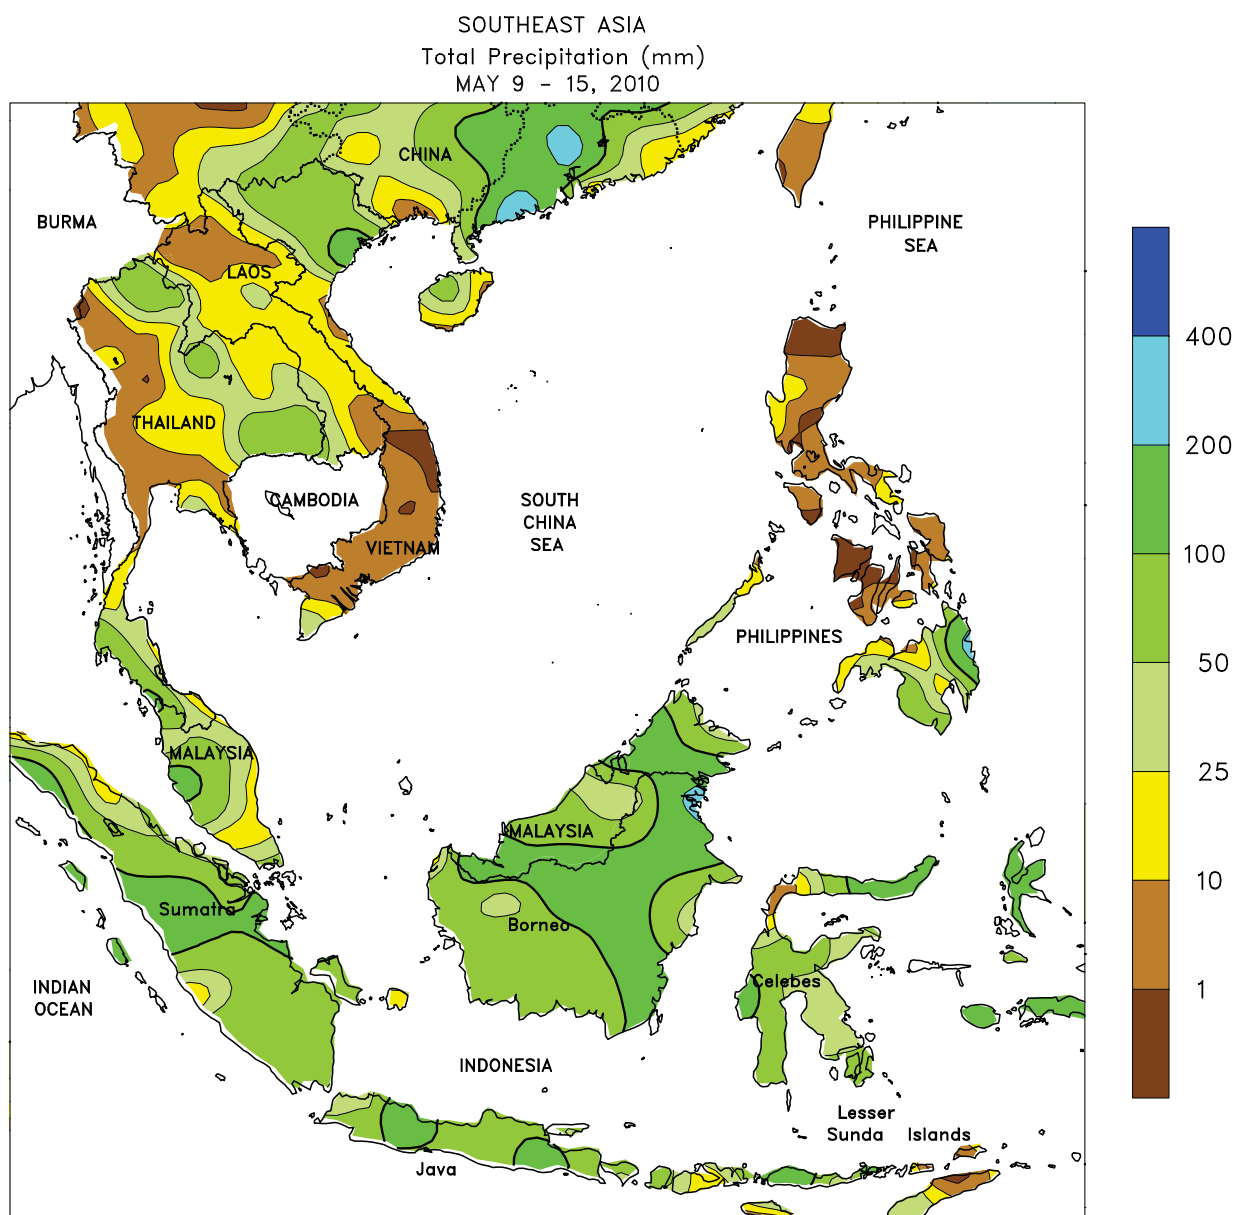 SOUTHEAST ASIA
Total Precipitation (mm)
MAY 9 - 15, 2010
CHINA
BURMA
PHILIPPINE
SEA
LAOS
400
THAILAND
200
CAMBODIA
SOUTH
CHINA
SEA
VIETNAM
100
PHILIPPINES
50
MALAYSIA
25
MALAYSIA
10
Sumatra
Borneo
Celebes
INDIAN
OCEAN
1
INDONESIA
Lesser
Sunda Islands
Java